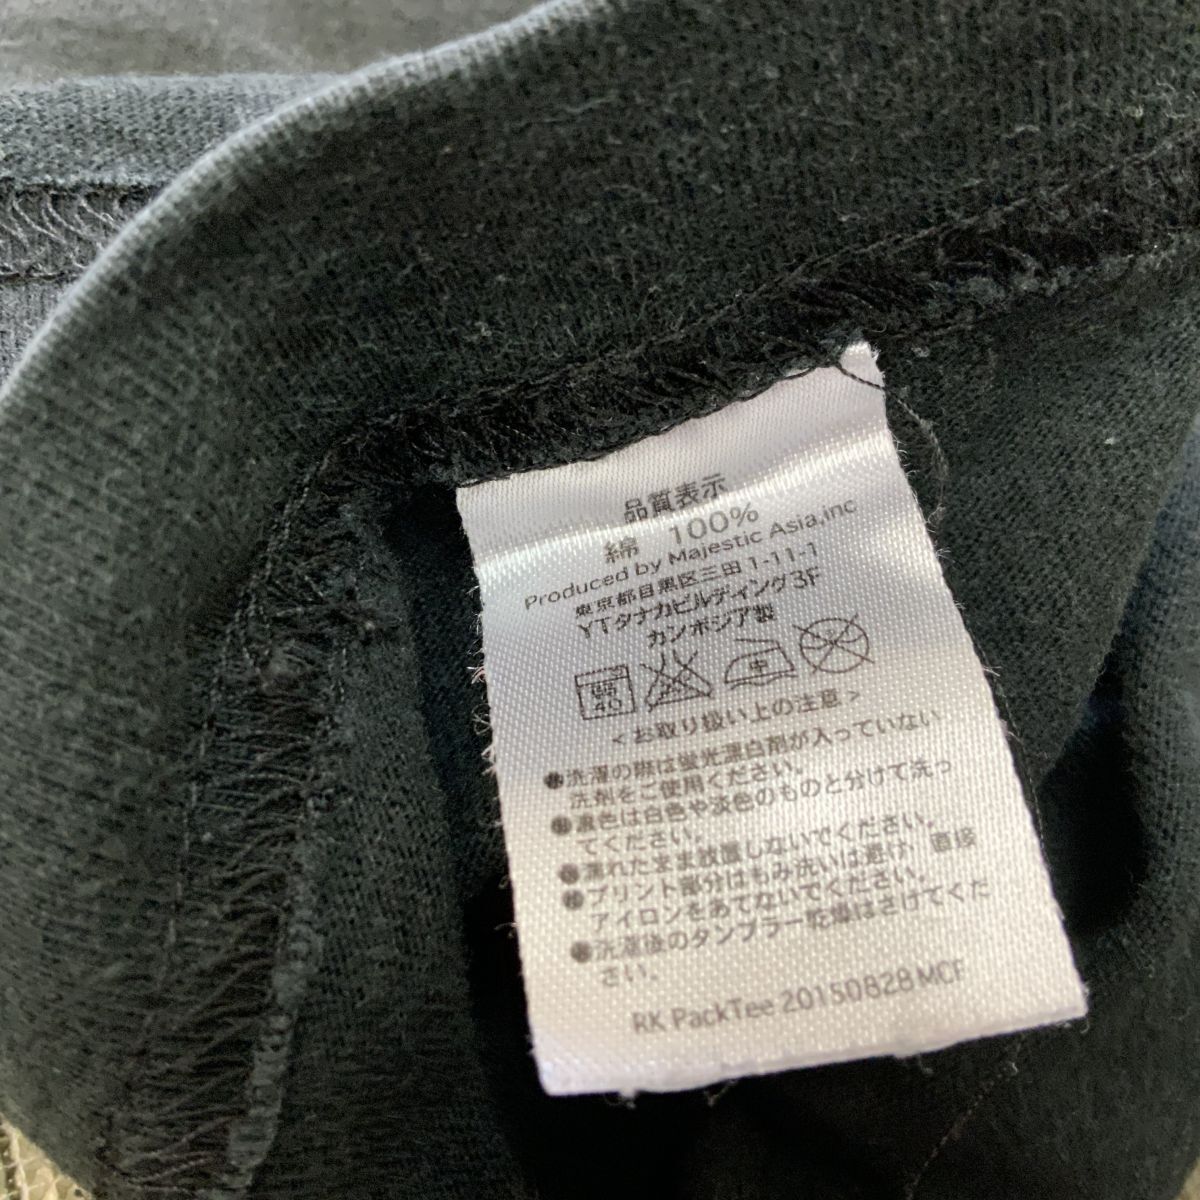 品質表示
綿 100%
Produced by Majestic Asia,inc
東京都目黒区三田1-11-1
YTタナカビルディング3F
カンボジア製
40 中
<お取り扱い上の注意>
●洗濯の際は蛍光漂白剤が入っていない
洗剤をご使用ください。
●濃色は白色や淡色のものと分けて洗っ
てください。
●濡れたまま放置しないでください。
●プリント部分はもみ洗いは避け、直接
アイロンをあてないでください。
●洗濯後のタンブラー乾燥はさけてくだ
さい。
RK PackTee 20150828 MCF